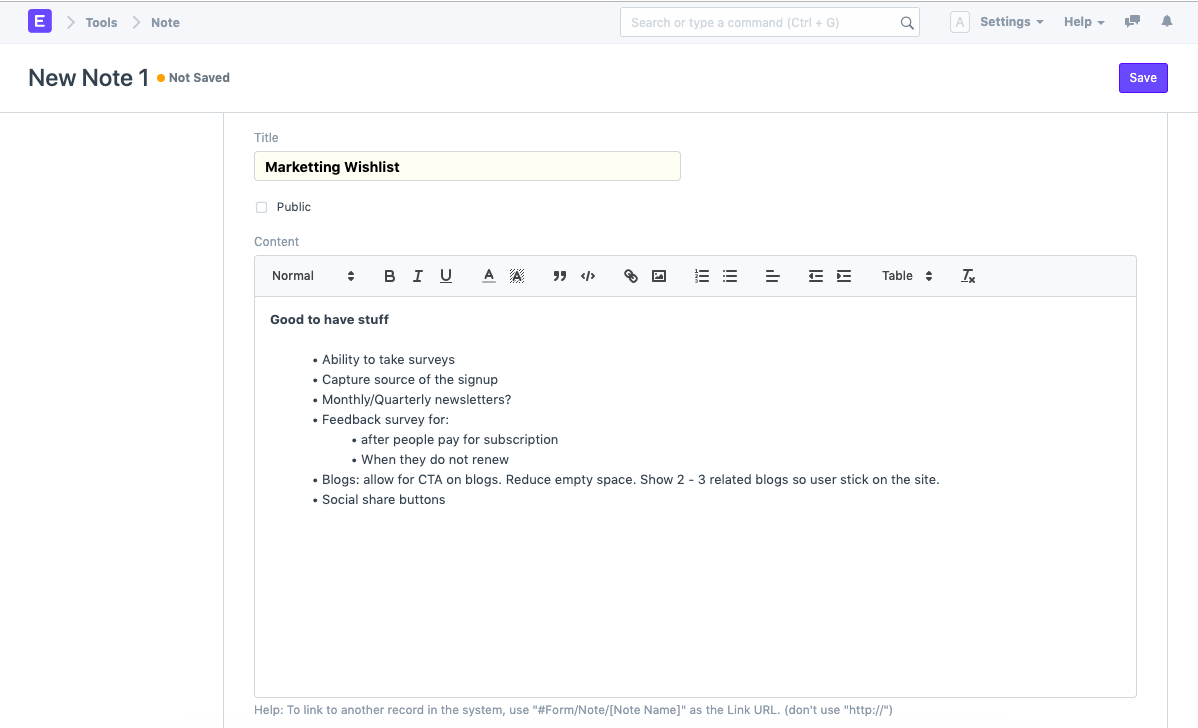 E Tools Note Search or type a command (Ctrl + G) A Settings Help
New Note 1 Not Saved Save
Title
Marketting Wishlist
Public
Content
Normal B I U A A Table Tx
Good to have stuff
• Ability to take surveys
• Capture source of the signup
• Monthly/Quarterly newsletters?
• Feedback survey for:
• after people pay for subscription
• When they do not renew
• Blogs: allow for CTA on blogs. Reduce empty space. Show 2 - 3 related blogs so user stick on the site.
• Social share buttons
Help: To link to another record in the system, use "#Form/Note/[Note Name]" as the Link URL. (don't use "http://")